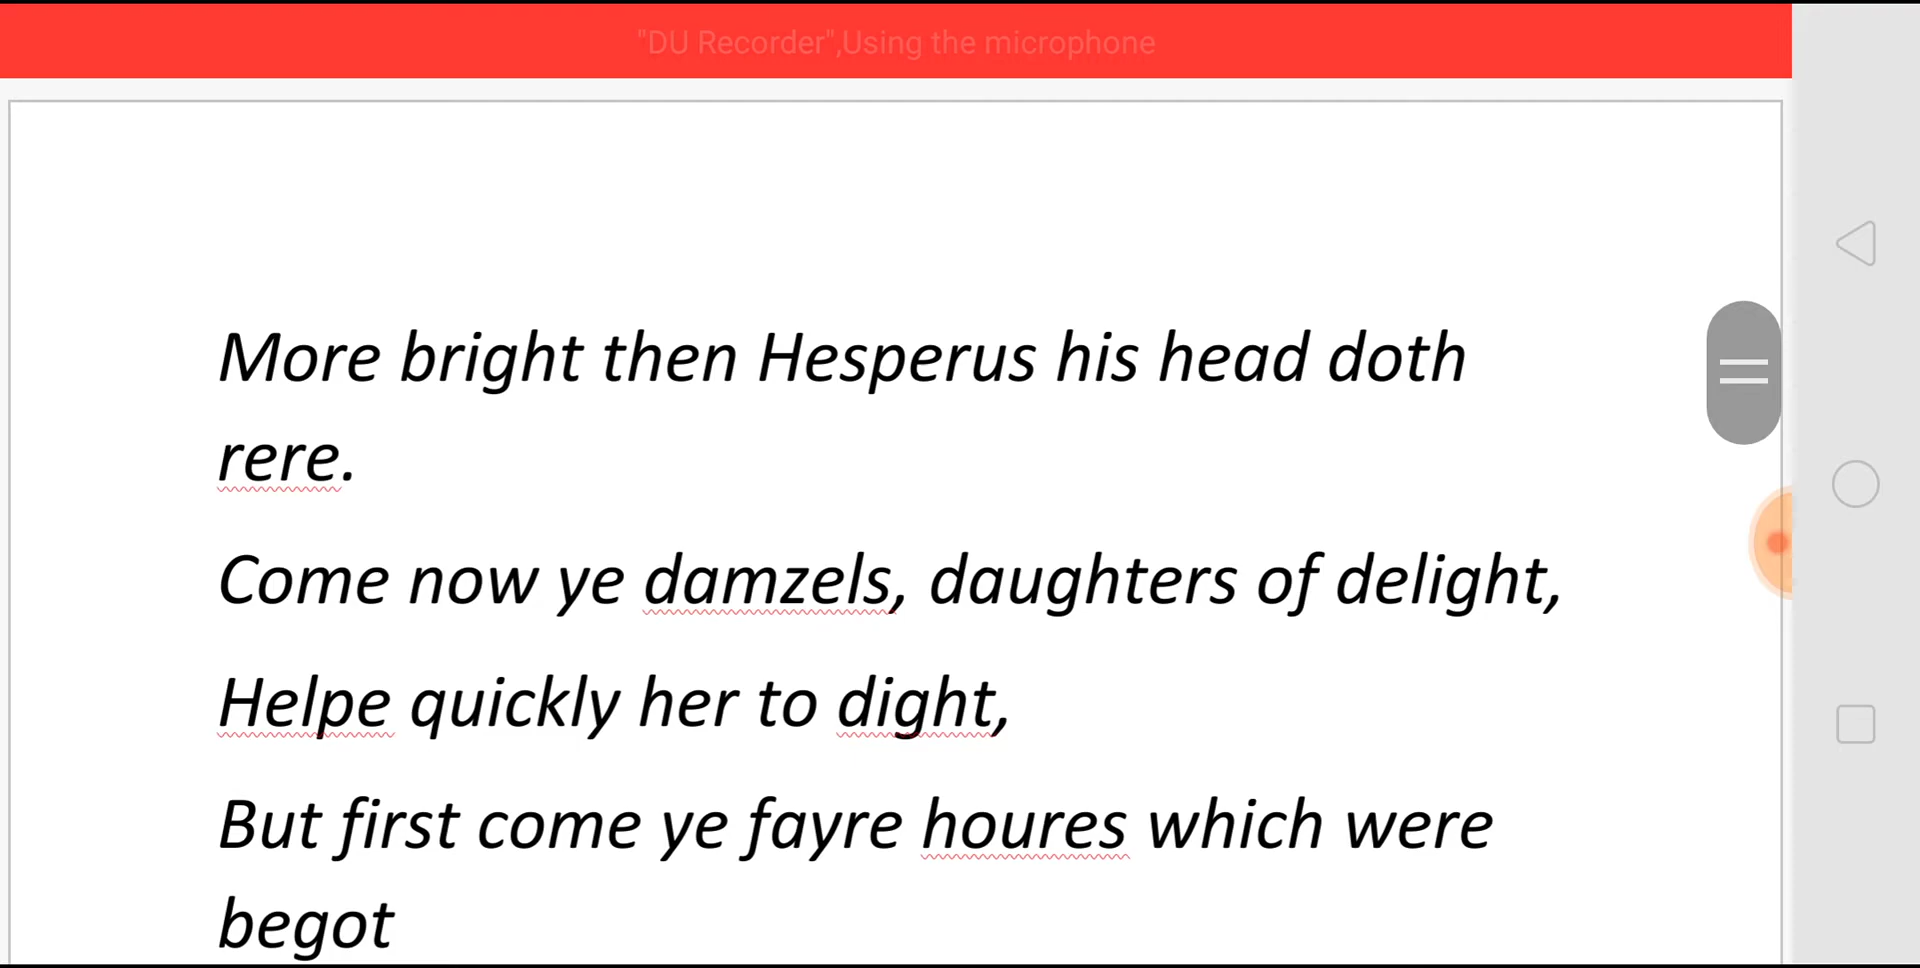 "DU Recorder",Using the microphone
More bright then Hesperus his head doth
rere.
Come now ye damzels, daughters of delight,
Helpe quickly her to dight,
But first come ye fayre houres which were
begot